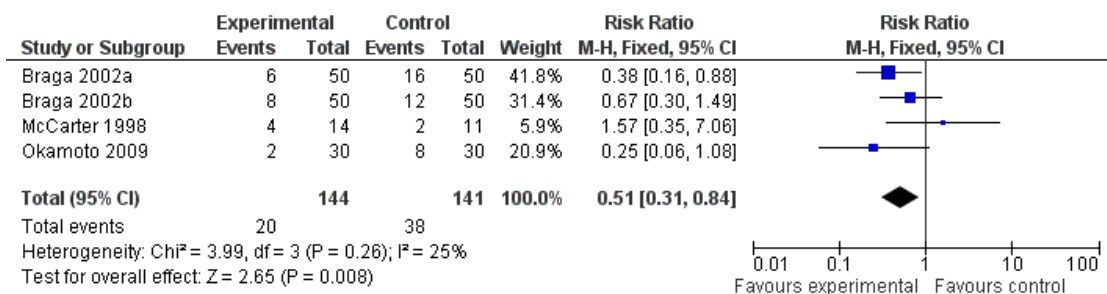 Experimental Control Risk Ratio Risk Ratio
Study or Subgroup Events Total Events Total Weight M-H, Fixed, 95% CI M-H, Fixed, 95% CI
Braga 2002a 6 50 16 50 41.8% 0.38 [0.16, 0.88]
Braga 2002b 8 50 12 50 31.4% 0.67 [0.30, 1.49]
McCarter 1998 4 14 2 11 5.9% 1.57 [0.35, 7.06]
Okamoto 2009 2 30 8 30 20.9% 0.25 [0.06, 1.08]
Total (95% CI) 144 141 100.0% 0.51 [0.31, 0.84]
Total events 20 38
Heterogeneity: Chi² = 3.99, df = 3 (P = 0.26); I² = 25%
Test for overall effect: Z = 2.65 (P = 0.008)
0.01 0.1 1 10 100
Favours experimental Favours control